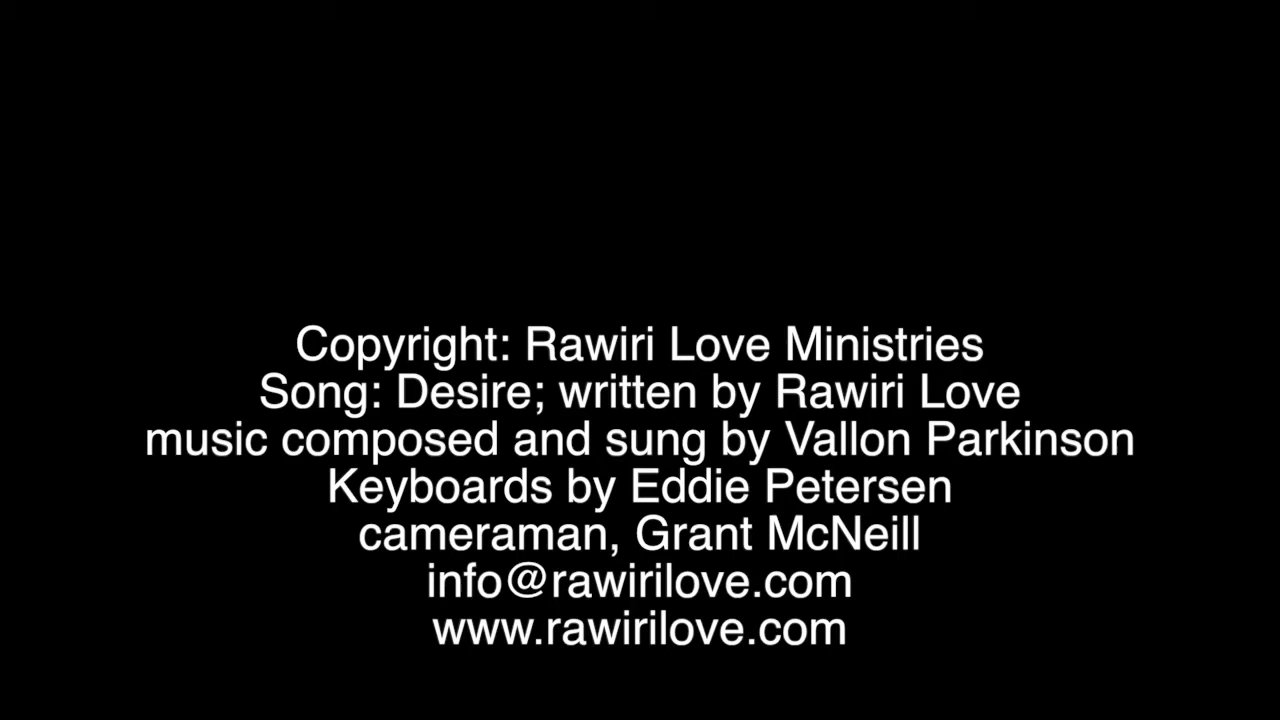 Copyright: Rawiri Love Ministries
Song: Desire; written by Rawiri Love
music composed and sung by Vallon Parkinson
Keyboards by Eddie Petersen
cameraman, Grant McNeill
info@rawirilove.com
www.rawirilove.com